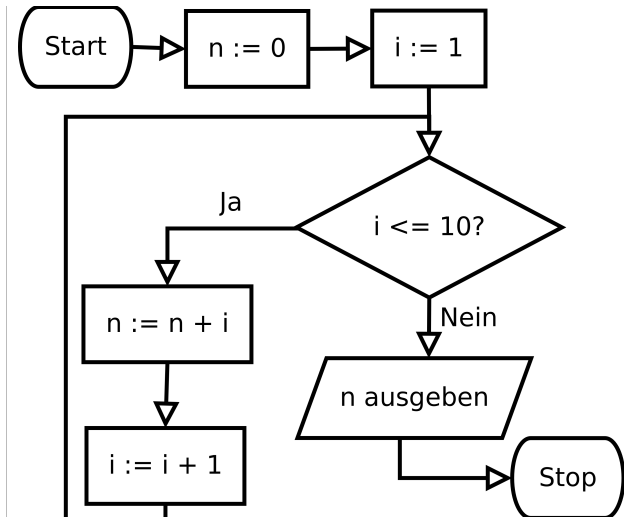 Start
n := 0
i := 1
i <= 10?
Ja
n := n + i
i := i + 1
Nein
n ausgeben
Stop